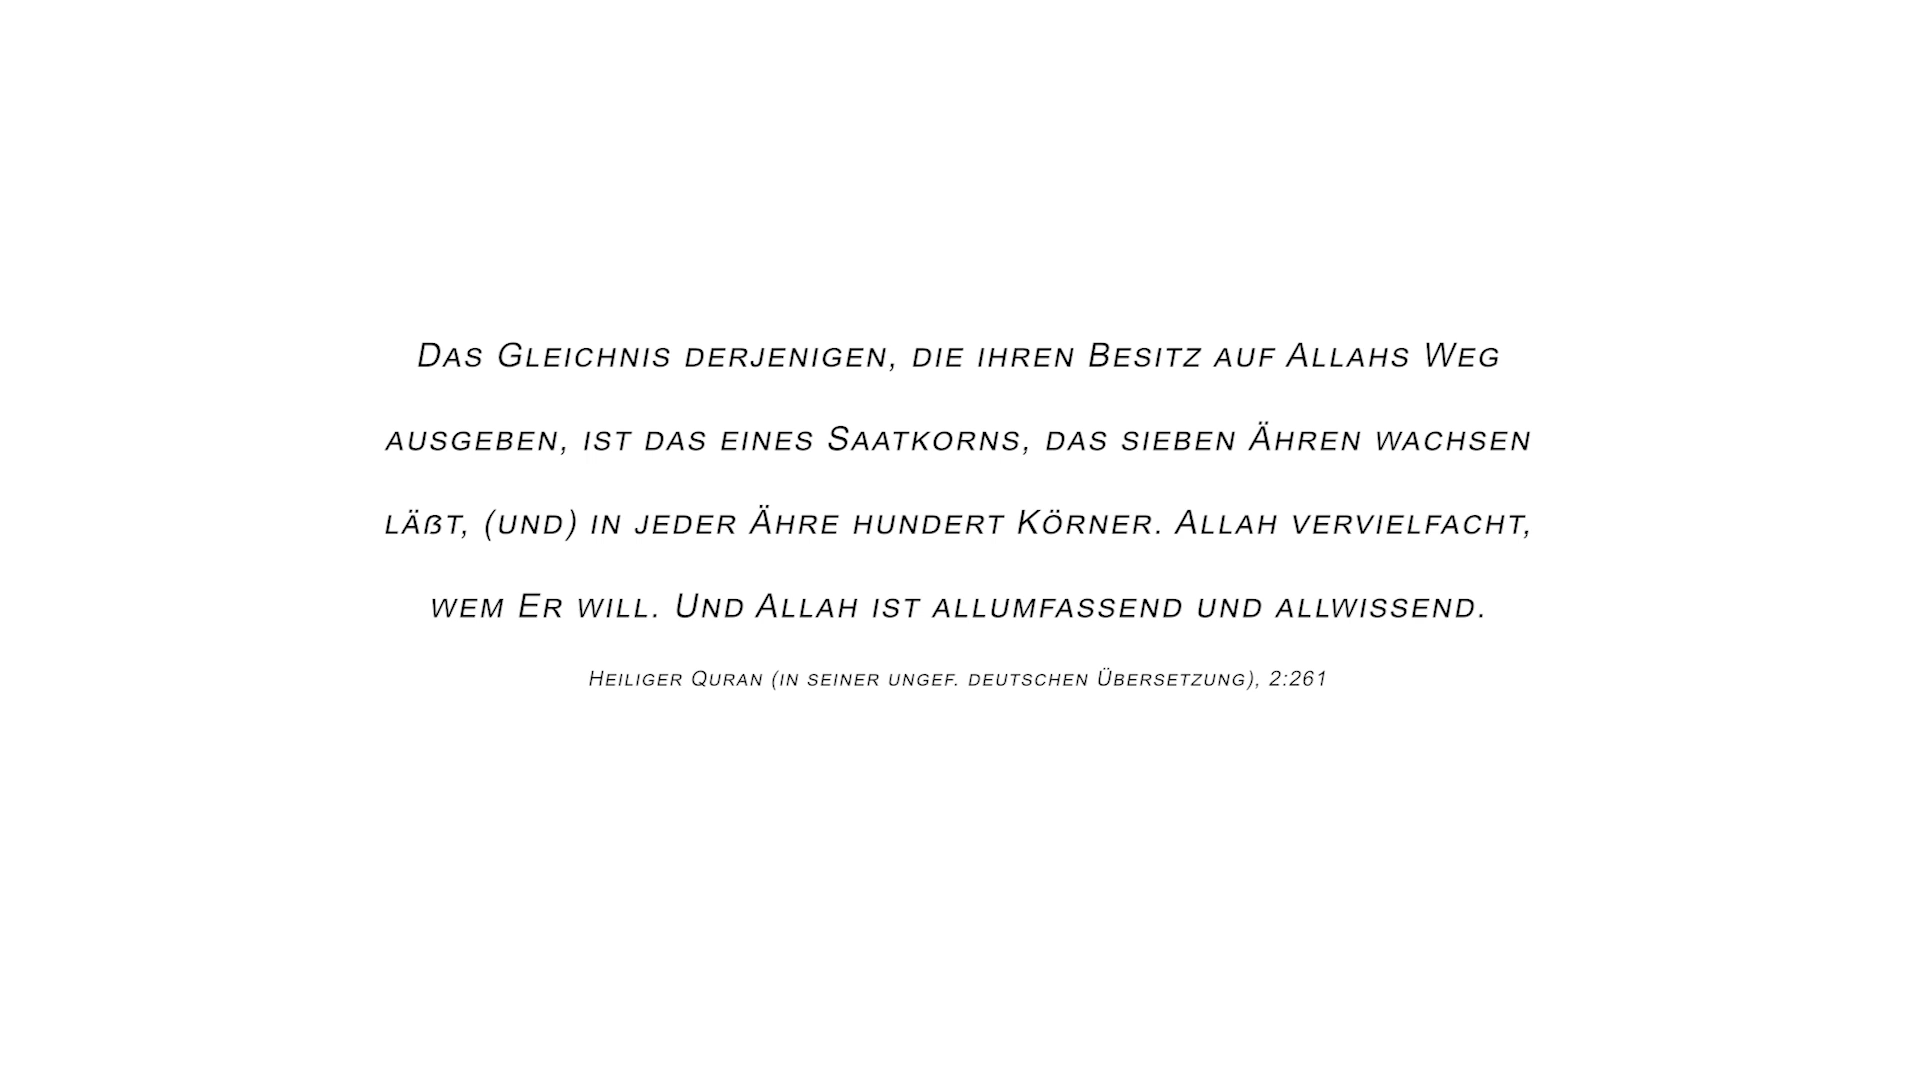 Das Gleichnis derjenigen, die ihren Besitz auf Allahs Weg
ausgeben, ist das eines Saatkorns, das sieben Ähren wachsen
läßt, (und) in jeder Ähre hundert Körner. Allah vervielfacht,
wem Er will. Und Allah ist allumfassend und allwissend.
Heiliger Quran (in seiner ungef. deutschen Übersetzung), 2:261